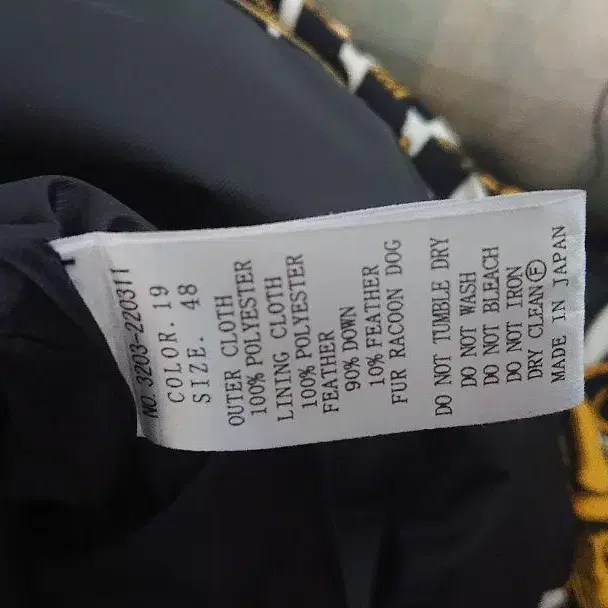 NO. 3203-220311
COLOR. 19
SIZE. 48
OUTER CLOTH
100% POLYESTER
LINING CLOTH
100% POLYESTER
FEATHER
90% DOWN
10% FEATHER
FUR RACOON DOG
DO NOT TUMBLE DRY
DO NOT WASH
DO NOT BLEACH
DO NOT IRON
DRY CLEAN Ⓕ
MADE IN JAPAN